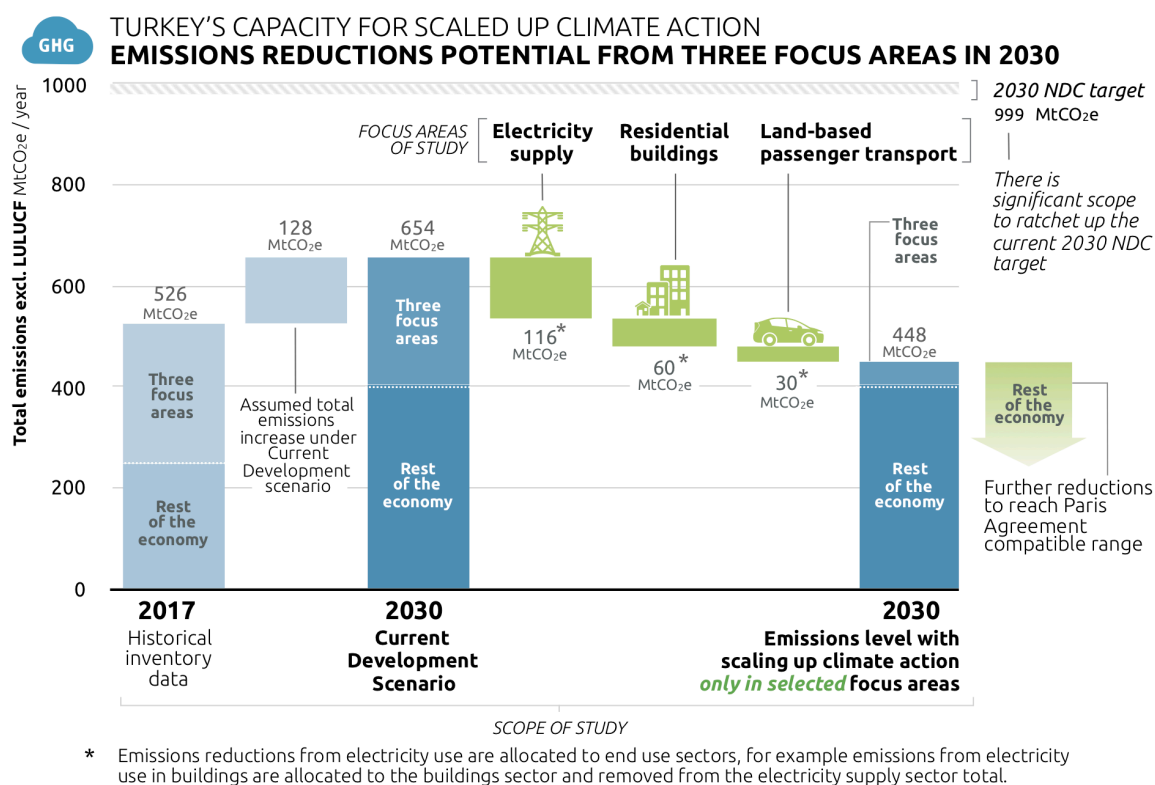 GHG
TURKEY'S CAPACITY FOR SCALED UP CLIMATE ACTION
EMISSIONS REDUCTIONS POTENTIAL FROM THREE FOCUS AREAS IN 2030
Total emissions excl. LULUCF MtCO₂e / year
1000
800
600
400
200
0
2030 NDC target
999 MtCO₂e
There is
significant scope
to ratchet up the
current 2030 NDC
target
FOCUS AREAS
OF STUDY
Electricity
supply
Residential
buildings
Land-based
passenger transport
526
MtCO₂e
Three
focus
areas
Rest
of the
economy
128
MtCO₂e
Assumed total
emissions
increase under
Current
Development
scenario
654
MtCO₂e
Three
focus
areas
Rest
of the
economy
116*
MtCO₂e
60*
MtCO₂e
30*
MtCO₂e
Three
focus
areas
448
MtCO₂e
Rest
of the
economy
Rest
of the
economy
Further reductions
to reach Paris
Agreement
compatible range
2017
Historical
inventory
data
2030
Current
Development
Scenario
2030
Emissions level with
scaling up climate action
only in selected focus areas
SCOPE OF STUDY
* Emissions reductions from electricity use are allocated to end use sectors, for example emissions from electricity
use in buildings are allocated to the buildings sector and removed from the electricity supply sector total.